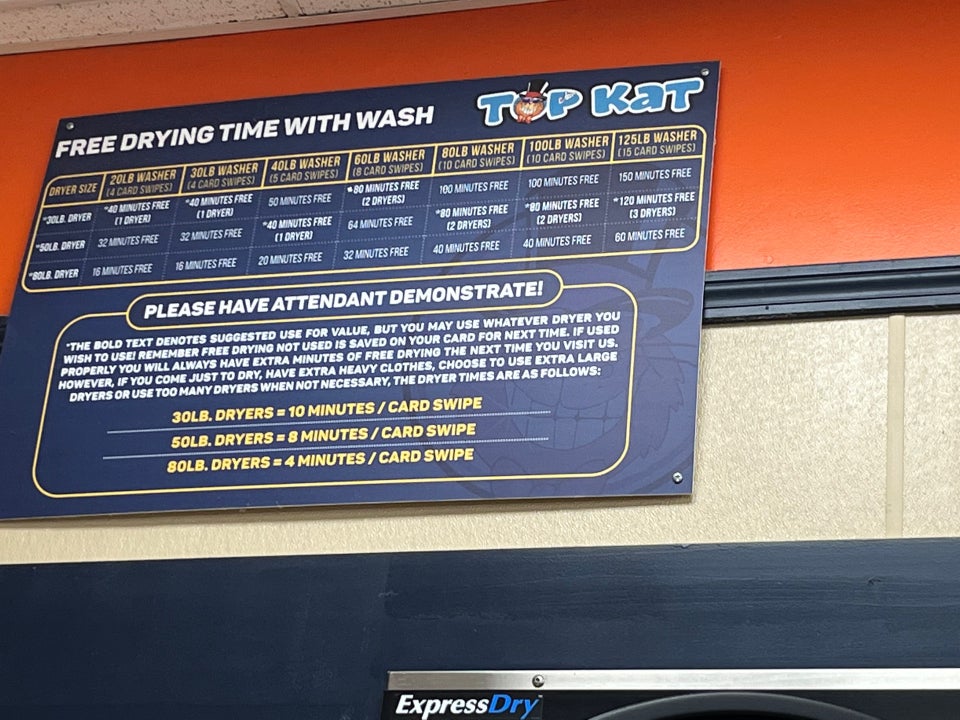 TOP KaT
FREE DRYING TIME WITH WASH
DRYER SIZE 20LB WASHER (4 CARD SWIPES) 30LB WASHER (4 CARD SWIPES) 40LB WASHER (5 CARD SWIPES) 60LB WASHER (8 CARD SWIPES) 80LB WASHER (10 CARD SWIPES) 100LB WASHER (10 CARD SWIPES) 125LB WASHER (15 CARD SWIPES)
*30LB. DRYER *40 MINUTES FREE (1 DRYER) *40 MINUTES FREE (1 DRYER) 50 MINUTES FREE *80 MINUTES FREE (2 DRYERS) 100 MINUTES FREE 100 MINUTES FREE 150 MINUTES FREE
*50LB. DRYER 32 MINUTES FREE 32 MINUTES FREE *40 MINUTES FREE (1 DRYER) 64 MINUTES FREE *80 MINUTES FREE (2 DRYERS) *80 MINUTES FREE (2 DRYERS) *120 MINUTES FREE (3 DRYERS)
*80LB. DRYER 16 MINUTES FREE 16 MINUTES FREE 20 MINUTES FREE 32 MINUTES FREE 40 MINUTES FREE 40 MINUTES FREE 60 MINUTES FREE
PLEASE HAVE ATTENDANT DEMONSTRATE!
*THE BOLD TEXT DENOTES SUGGESTED USE FOR VALUE, BUT YOU MAY USE WHATEVER DRYER YOU
WISH TO USE! REMEMBER FREE DRYING NOT USED IS SAVED ON YOUR CARD FOR NEXT TIME. IF USED
PROPERLY YOU WILL ALWAYS HAVE EXTRA MINUTES OF FREE DRYING THE NEXT TIME YOU VISIT US.
HOWEVER, IF YOU COME JUST TO DRY, HAVE EXTRA HEAVY CLOTHES, CHOOSE TO USE EXTRA LARGE
DRYERS OR USE TOO MANY DRYERS WHEN NOT NECESSARY, THE DRYER TIMES ARE AS FOLLOWS:
30LB. DRYERS = 10 MINUTES / CARD SWIPE
50LB. DRYERS = 8 MINUTES / CARD SWIPE
80LB. DRYERS = 4 MINUTES / CARD SWIPE
ExpressDry